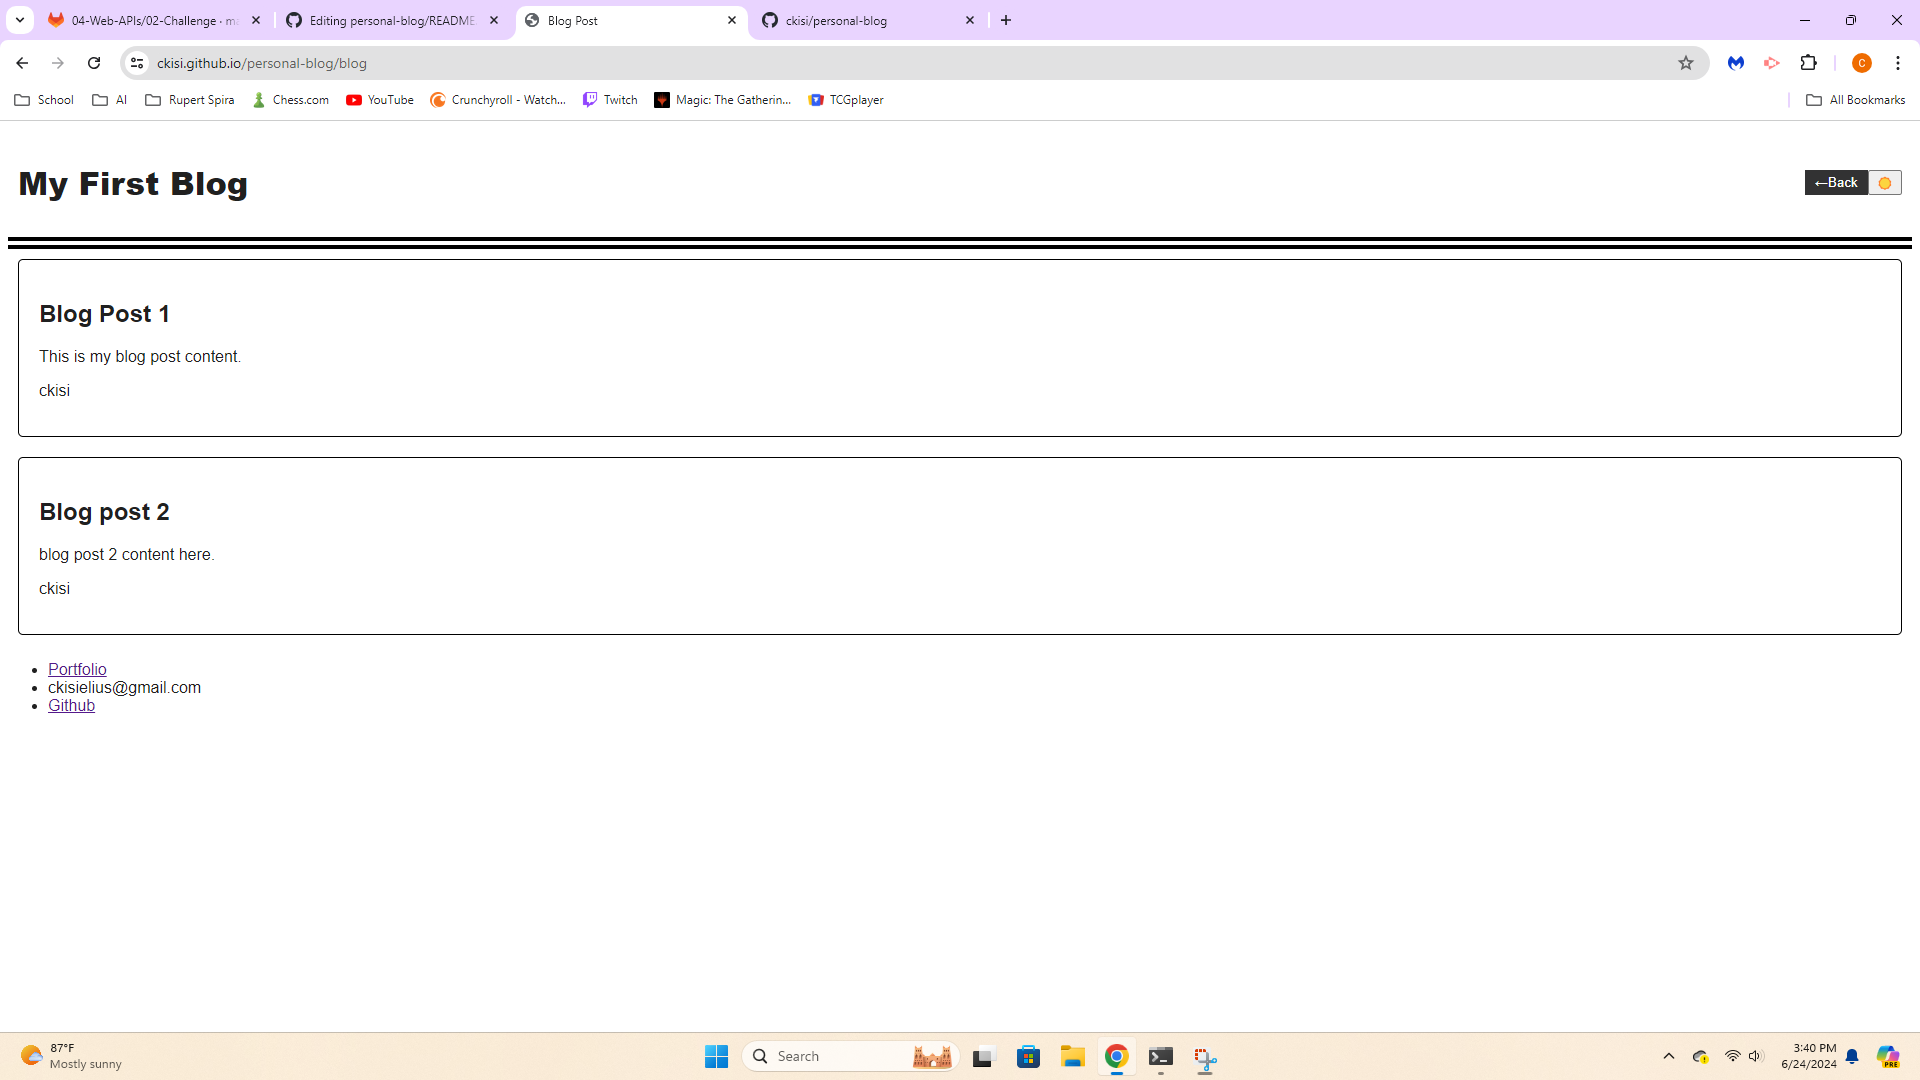 04-Web-APIs/02-Challenge · ma
Editing personal-blog/README.
Blog Post
ckisi/personal-blog
ckisi.github.io/personal-blog/blog
C
School
AI
Rupert Spira
Chess.com
YouTube
Crunchyroll - Watch...
Twitch
Magic: The Gatherin...
TCGplayer
All Bookmarks
My First Blog
←Back
Blog Post 1
This is my blog post content.
ckisi
Blog post 2
blog post 2 content here.
ckisi
Portfolio
ckisielius@gmail.com
Github
87°F
Mostly sunny
Search
3:40 PM
6/24/2024
PRE